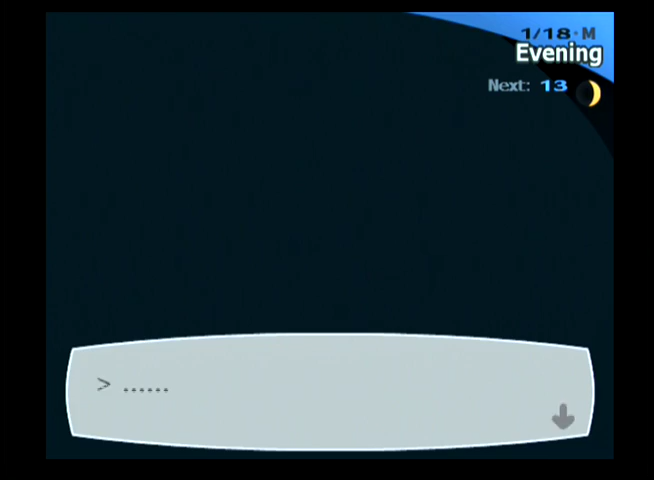 1/18·M
Evening
Next: 13
> ......